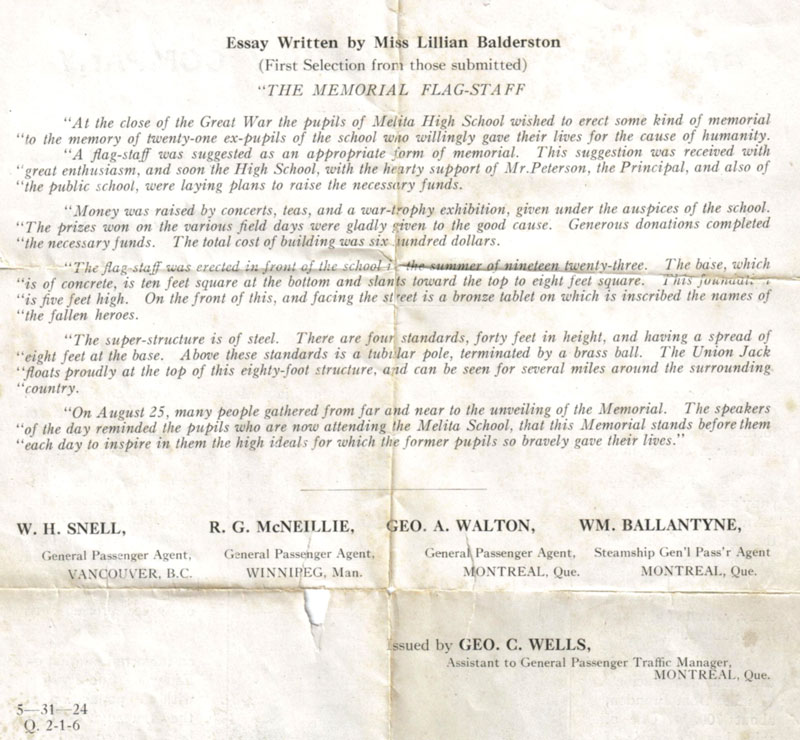 Essay Written by Miss Lillian Balderston
(First Selection from those submitted)
"THE MEMORIAL FLAG-STAFF
"At the close of the Great War the pupils of Melita High School wished to erect some kind of memorial
"to the memory of twenty-one ex-pupils of the school who willingly gave their lives for the cause of humanity.
"A flag-staff was suggested as an appropriate form of memorial. This suggestion was received with
"great enthusiasm, and soon the High School, with the hearty support of Mr.Peterson, the Principal, and also of
"the public school, were laying plans to raise the necessary funds.
"Money was raised by concerts, teas, and a war-trophy exhibition, given under the auspices of the school.
"The prizes won on the various field days were gladly given to the good cause. Generous donations completed
"the necessary funds. The total cost of building was six hundred dollars.
"The flag-staff was erected in front of the school in the summer of nineteen twenty-three. The base, which
"is of concrete, is ten feet square at the bottom and slants toward the top to eight feet square. This
"is five feet high. On the front of this, and facing the street is a bronze tablet on which is inscribed the names of
"the fallen heroes.
"The super-structure is of steel. There are four standards, forty feet in height, and having a spread of
"eight feet at the base. Above these standards is a tubular pole, terminated by a brass ball. The Union Jack
"floats proudly at the top of this eighty-foot structure, and can be seen for several miles around the surrounding
"country.
"On August 25, many people gathered from far and near to the unveiling of the Memorial. The speakers
"of the day reminded the pupils who are now attending the Melita School, that this Memorial stands before them
"each day to inspire in them the high ideals for which the former pupils so bravely gave their lives."
W. H. SNELL, R. G. McNEILLIE, GEO. A. WALTON, WM. BALLANTYNE,
General Passenger Agent, General Passenger Agent, General Passenger Agent, Steamship Gen'l Pass'r Agent
VANCOUVER, B.C. WINNIPEG, Man. MONTREAL, Que. MONTREAL, Que.
Issued by GEO. C. WELLS,
Assistant to General Passenger Traffic Manager,
MONTREAL, Que.
5—31—24
Q. 2-1-6